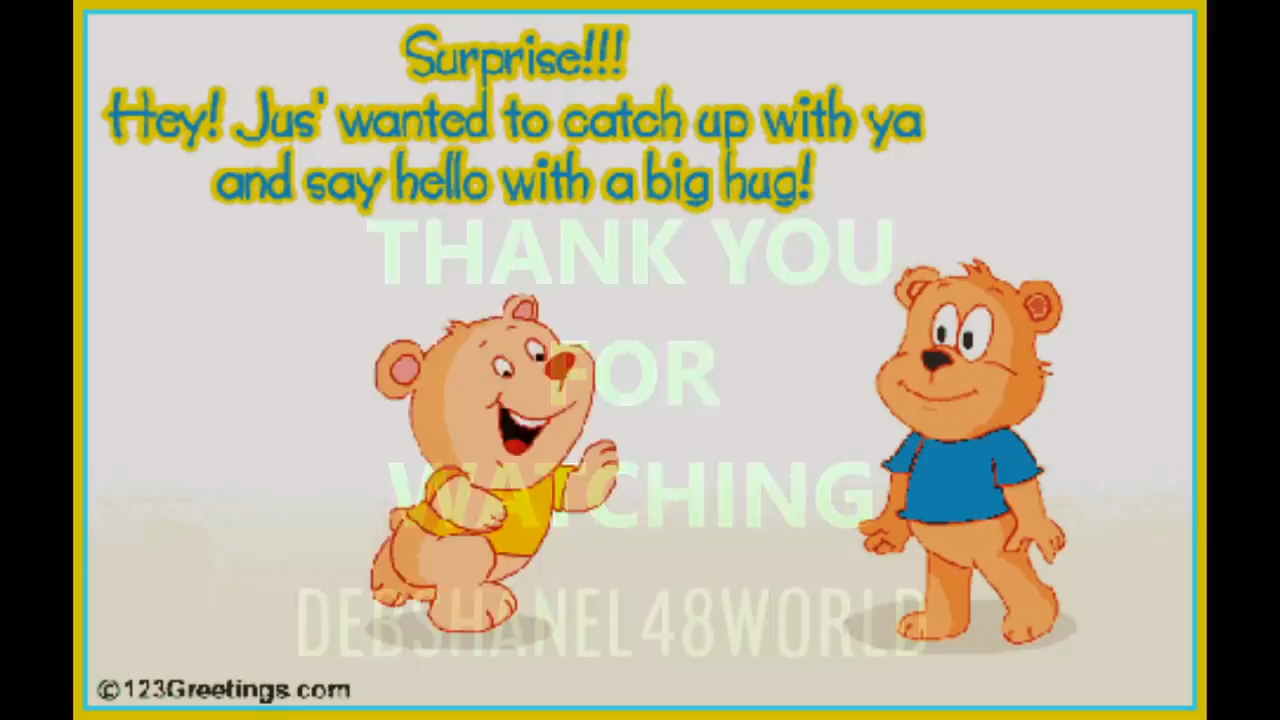 Surprise!!!
Hey! Jus' wanted to catch up with ya
and say hello with a big hug!
THANK YOU
FOR
WATCHING
DEBSHANEL48WORLD
©123Greetings.com